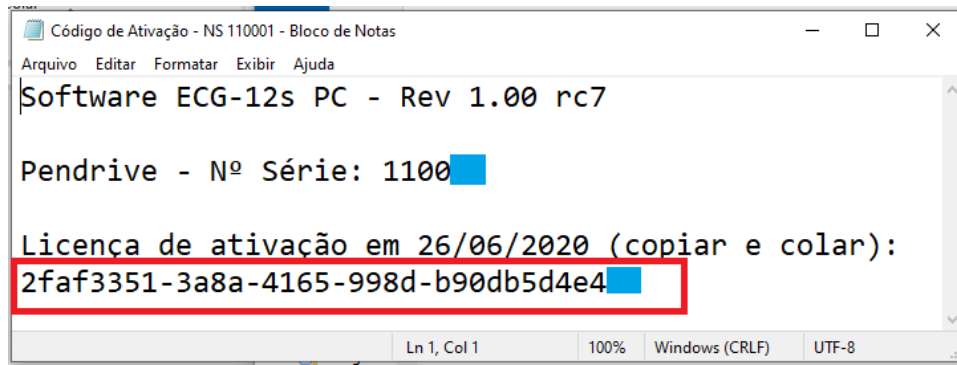 Código de Ativação - NS 110001 - Bloco de Notas
Arquivo Editar Formatar Exibir Ajuda
Software ECG-12s PC - Rev 1.00 rc7
Pendrive - Nº Série: 1100
Licença de ativação em 26/06/2020 (copiar e colar):
2faf3351-3a8a-4165-998d-b90db5d4e4
Ln 1, Col 1 100% Windows (CRLF) UTF-8